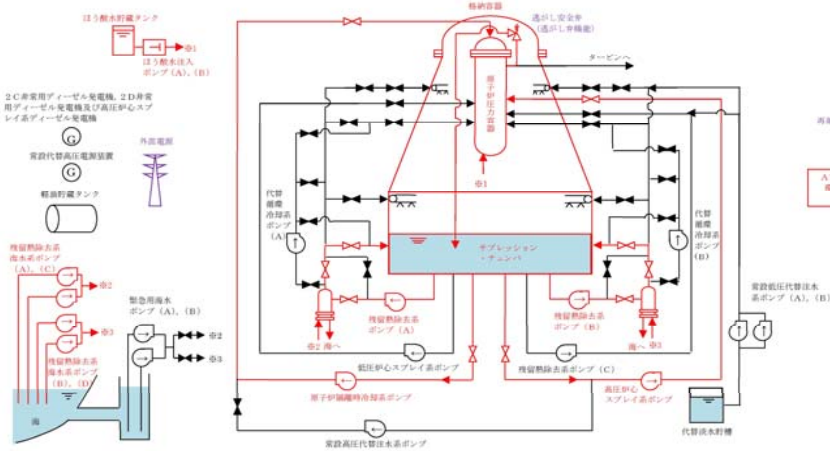 ほう酸水貯蔵タンク
※1
ほう酸水注入
ポンプ(A),(B)
2C非常用ディーゼル発電機,2D非常
用ディーゼル発電機及び高圧炉心スプ
レイ系ディーゼル発電機
G
外部電源
常設代替高圧電源装置
G
軽油貯蔵タンク
残留熱除去系
海水系ポンプ
(A),(C)
※2
※3
残留熱除去系
海水系ポンプ
(B),(D)
海
緊急用海水
ポンプ(A),(B)
※2
※3
格納容器
逃がし安全弁
(逃がし弁機能)
タービンへ
原子炉圧力容器
※1
代替
循環
冷却系
ポンプ
(A)
サプレッション
・チェンバ
代替
循環
冷却系
ポンプ
(B)
残留熱除去系
ポンプ(A)
残留熱除去系
ポンプ(B)
※2
海へ
海へ
※3
低圧炉心スプレイ系ポンプ
残留熱除去系ポンプ(C)
原子炉隔離時冷却系ポンプ
高圧炉心
スプレイ系ポンプ
常設高圧代替注水系ポンプ
常設低圧代替注水
系ポンプ(A),(B)
代替淡水貯槽